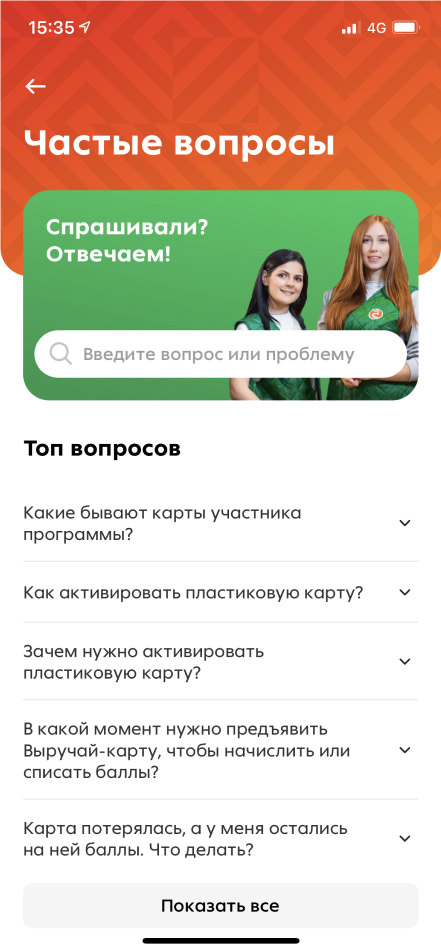 15:35
4G
Частые вопросы
Спрашивали?
Отвечаем!
Введите вопрос или проблему
Топ вопросов
Какие бывают карты участника
программы?
Как активировать пластиковую карту?
Зачем нужно активировать
пластиковую карту?
В какой момент нужно предъявить
Выручай-карту, чтобы начислить или
списать баллы?
Карта потерялась, а у меня остались
на ней баллы. Что делать?
Показать все